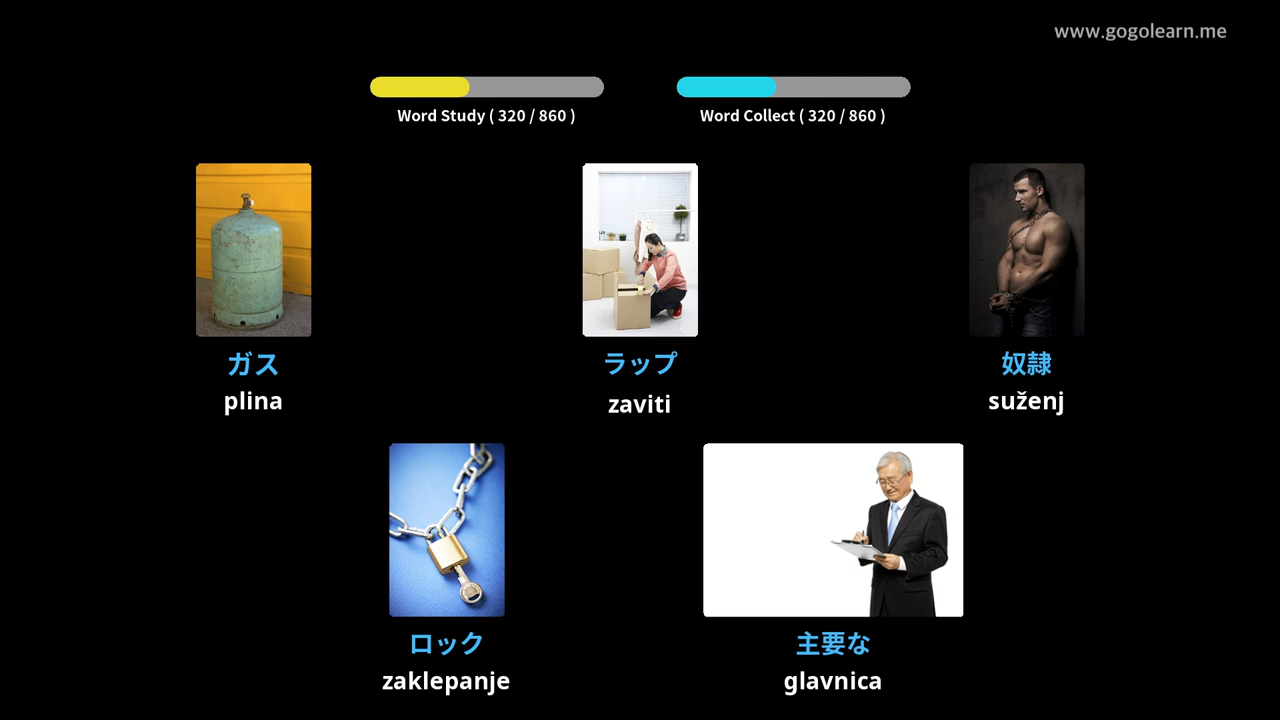 www.gogolearn.me
Word Study ( 320 / 860 )
Word Collect ( 320 / 860 )
ガス
plina
ラップ
zaviti
奴隷
suženj
ロック
zaklepanje
主要な
glavnica